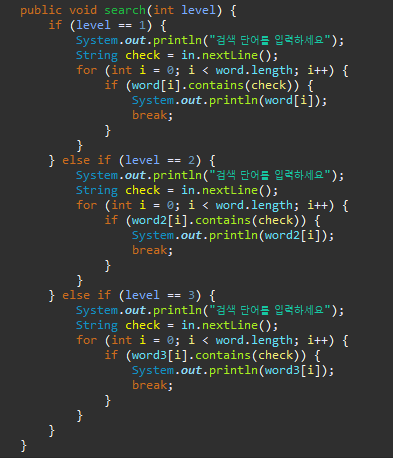 public void search(int level) {
if (level == 1) {
System.out.println("검색 단어를 입력하세요");
String check = in.nextLine();
for (int i = 0; i < word.length; i++) {
if (word[i].contains(check)) {
System.out.println(word[i]);
break;
}
}
} else if (level == 2) {
System.out.println("검색 단어를 입력하세요");
String check = in.nextLine();
for (int i = 0; i < word.length; i++) {
if (word2[i].contains(check)) {
System.out.println(word2[i]);
break;
}
}
} else if (level == 3) {
System.out.println("검색 단어를 입력하세요");
String check = in.nextLine();
for (int i = 0; i < word.length; i++) {
if (word3[i].contains(check)) {
System.out.println(word3[i]);
break;
}
}
}
}